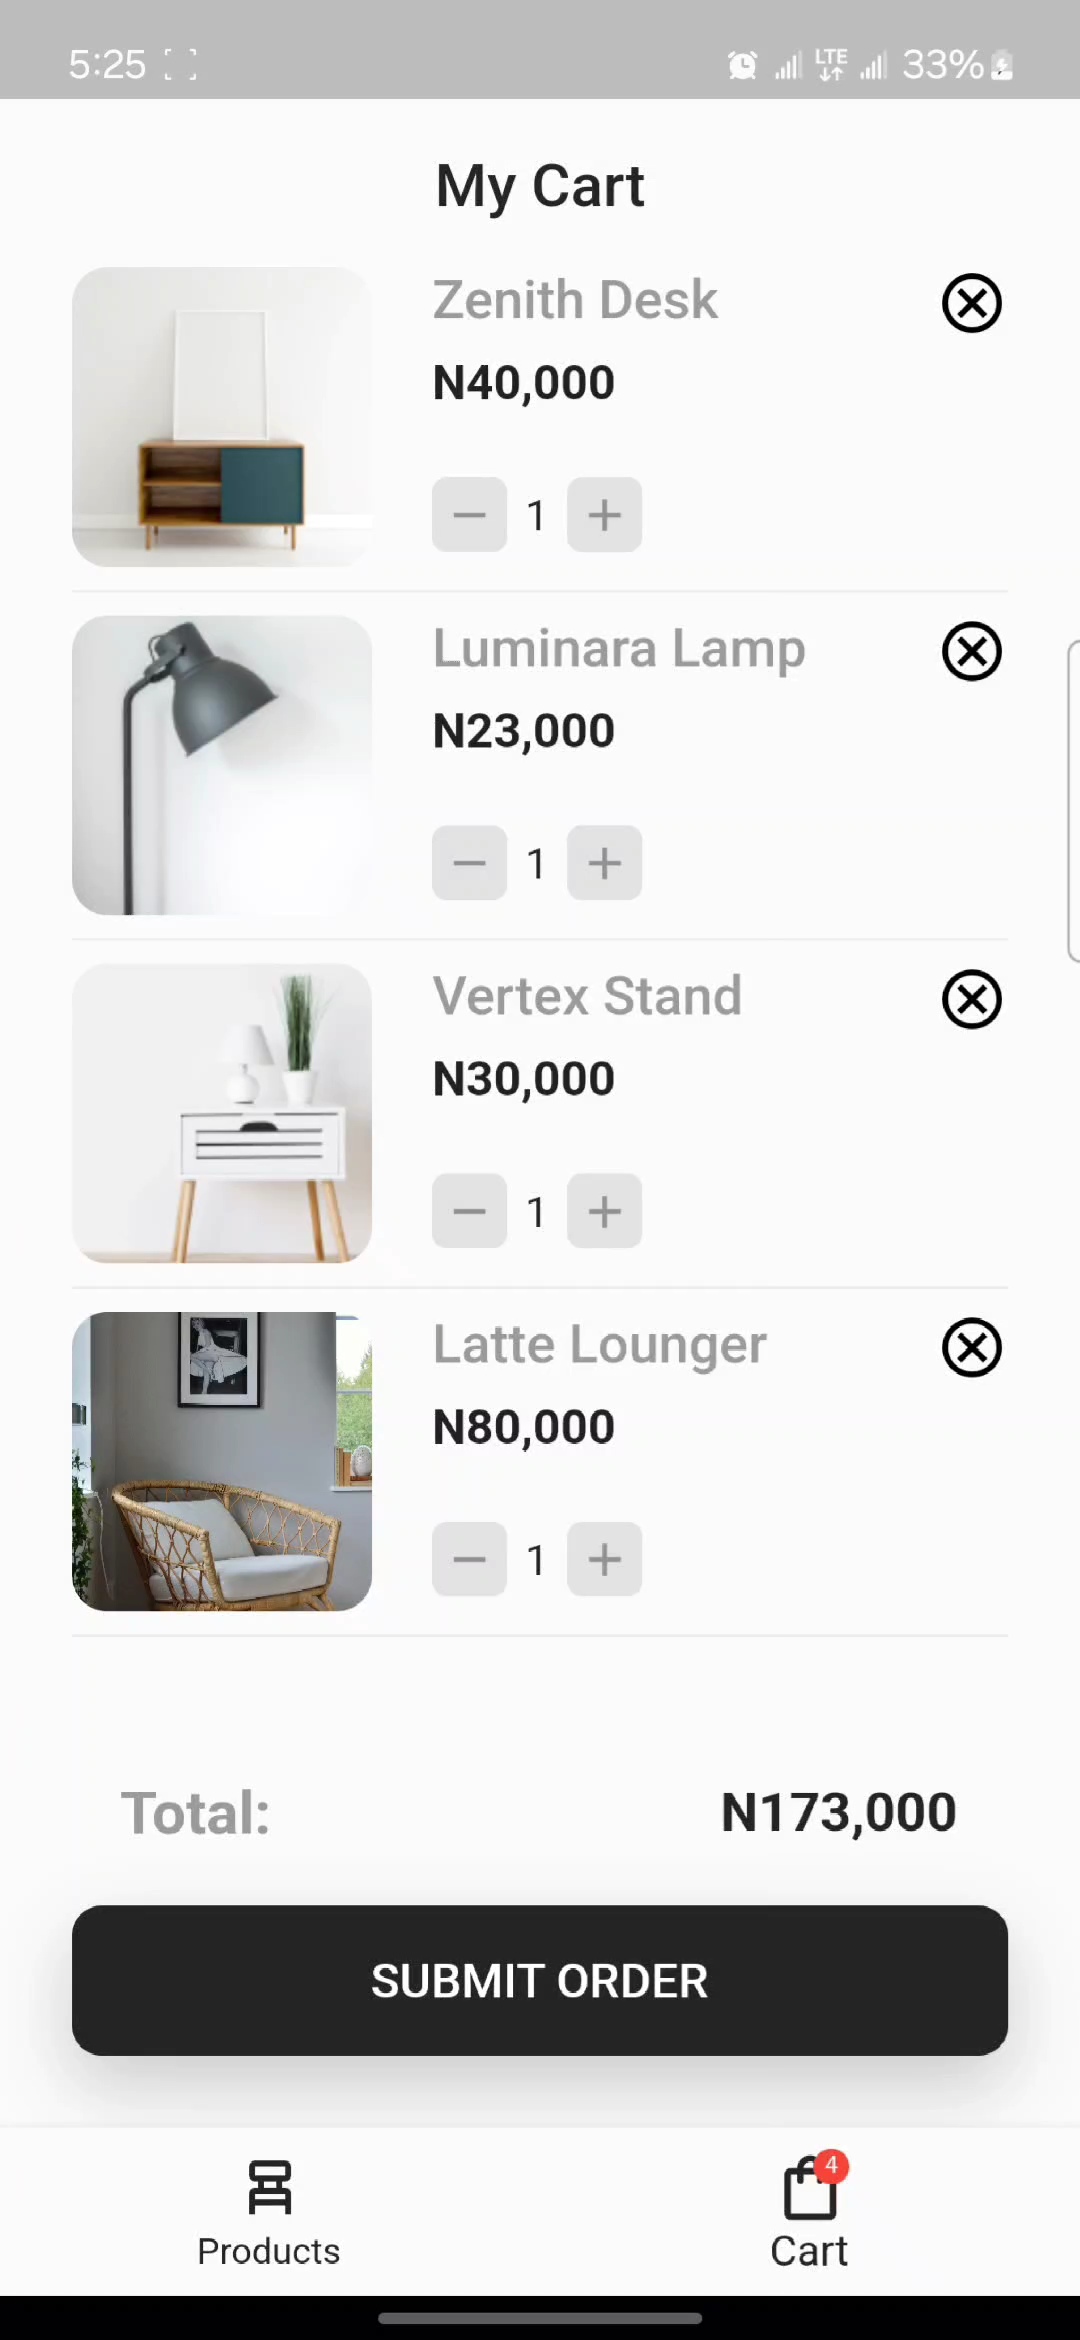 5:25 LTE 33%
My Cart
Zenith Desk
N40,000
1
Luminara Lamp
N23,000
1
Vertex Stand
N30,000
1
Latte Lounger
N80,000
1
Total: N173,000
SUBMIT ORDER
4
Products Cart